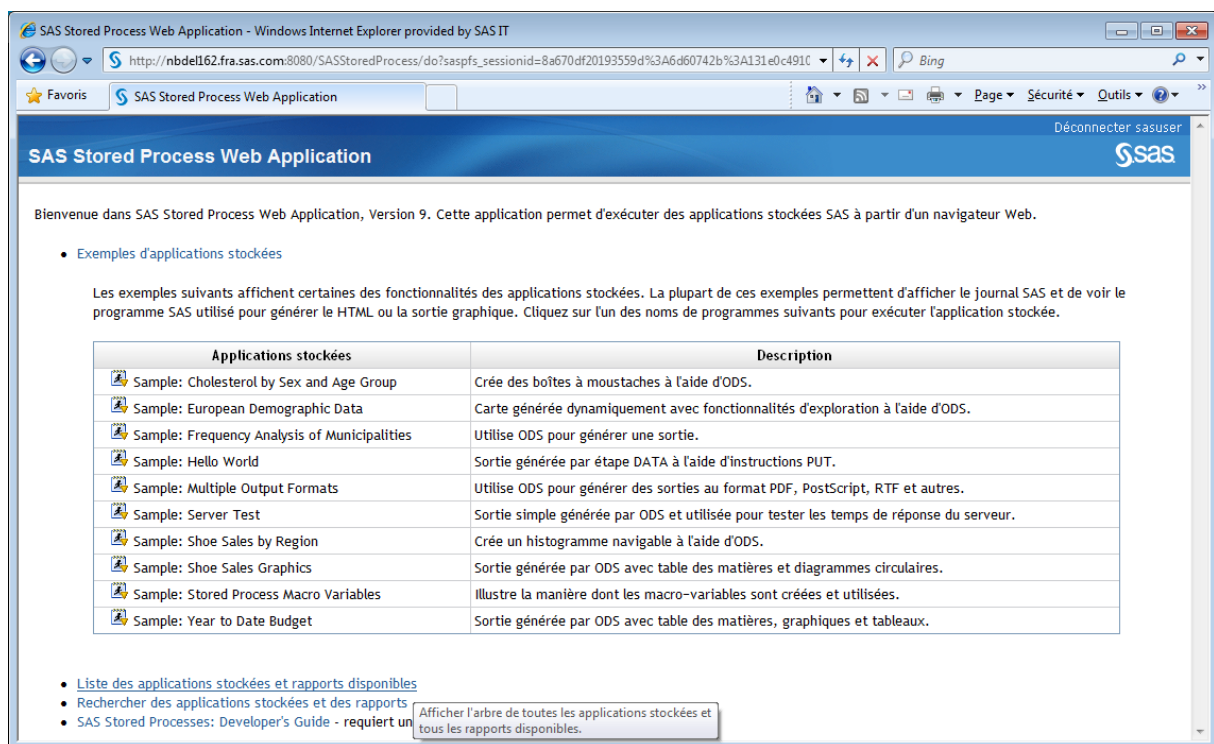 SAS Stored Process Web Application - Windows Internet Explorer provided by SAS IT
http://nbdel162.fra.sas.com:8080/SASStoredProcess/do?saspfs_sessionid=8a670df20193559d%3A6d60742b%3A131e0c4910
Bing
Favoris
SAS Stored Process Web Application
Page
Sécurité
Outils
Déconnecter sasuser
SAS Stored Process Web Application
sas
Bienvenue dans SAS Stored Process Web Application, Version 9. Cette application permet d'exécuter des applications stockées SAS à partir d'un navigateur Web.
• Exemples d'applications stockées
Les exemples suivants affichent certaines des fonctionnalités des applications stockées. La plupart de ces exemples permettent d'afficher le journal SAS et de voir le
programme SAS utilisé pour générer le HTML ou la sortie graphique. Cliquez sur l'un des noms de programmes suivants pour exécuter l'application stockée.
Applications stockées Description
Sample: Cholesterol by Sex and Age Group Crée des boîtes à moustaches à l'aide d'ODS.
Sample: European Demographic Data Carte générée dynamiquement avec fonctionnalités d'exploration à l'aide d'ODS.
Sample: Frequency Analysis of Municipalities Utilise ODS pour générer une sortie.
Sample: Hello World Sortie générée par étape DATA à l'aide d'instructions PUT.
Sample: Multiple Output Formats Utilise ODS pour générer des sorties au format PDF, PostScript, RTF et autres.
Sample: Server Test Sortie simple générée par ODS et utilisée pour tester les temps de réponse du serveur.
Sample: Shoe Sales by Region Crée un histogramme navigable à l'aide d'ODS.
Sample: Shoe Sales Graphics Sortie générée par ODS avec table des matières et diagrammes circulaires.
Sample: Stored Process Macro Variables Illustre la manière dont les macro-variables sont créées et utilisées.
Sample: Year to Date Budget Sortie générée par ODS avec table des matières, graphiques et tableaux.
• Liste des applications stockées et rapports disponibles
• Rechercher des applications stockées et des rapports
• SAS Stored Processes: Developer's Guide - requiert un
Afficher l'arbre de toutes les applications stockées et
tous les rapports disponibles.